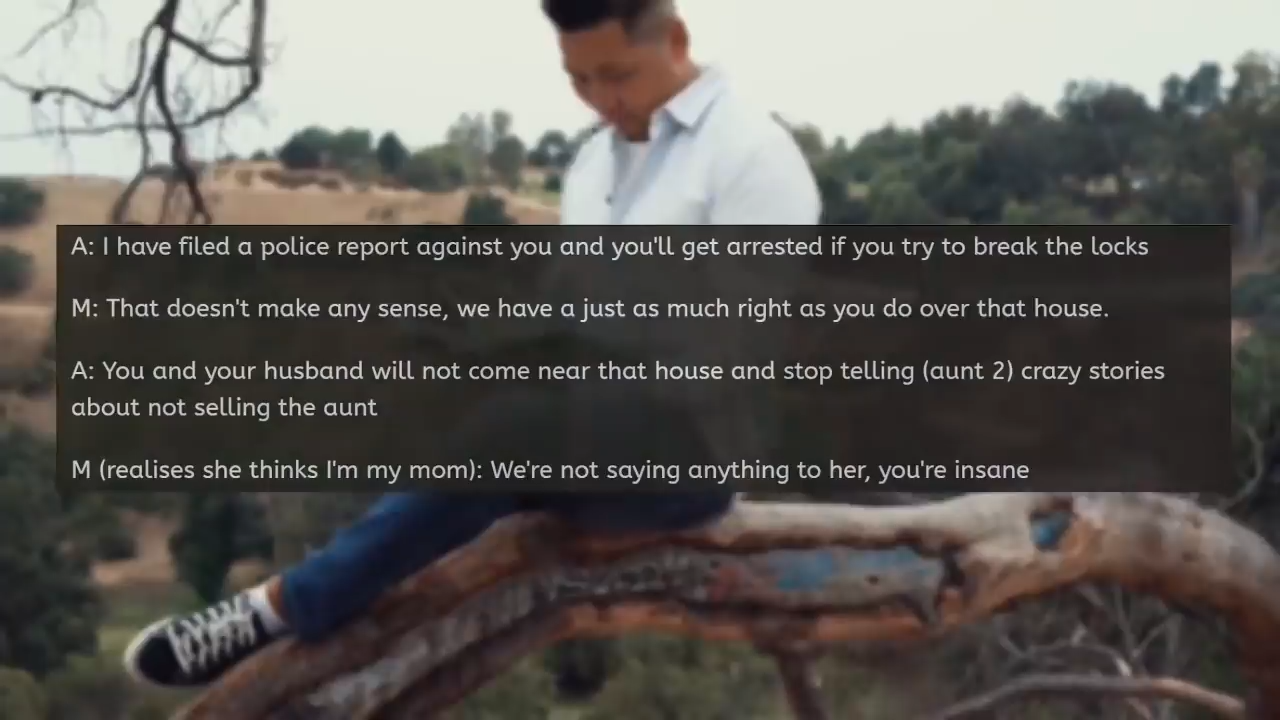 A: I have filed a police report against you and you'll get arrested if you try to break the locks
M: That doesn't make any sense, we have a just as much right as you do over that house.
A: You and your husband will not come near that house and stop telling (aunt 2) crazy stories
about not selling the aunt
M (realises she thinks I'm my mom): We're not saying anything to her, you're insane